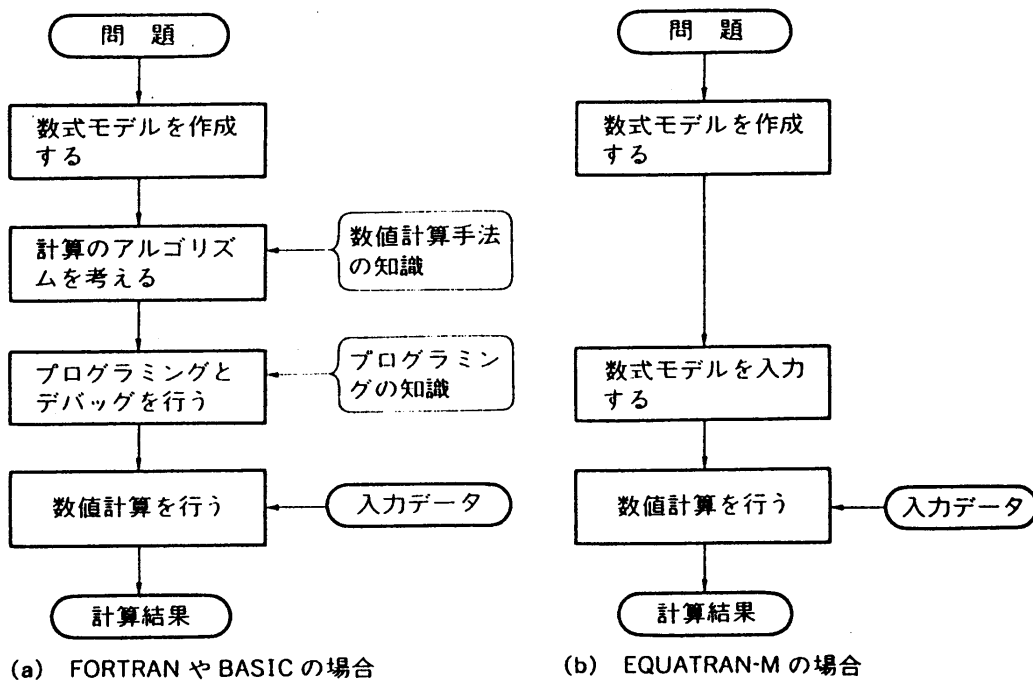 問 題
数式モデルを作成
する
計算のアルゴリズ
ムを考える
数値計算手法
の知識
プログラミングと
デバッグを行う
プログラミン
グの知識
数値計算を行う
入力データ
計算結果
(a) FORTRAN や BASIC の場合
問 題
数式モデルを作成
する
数式モデルを入力
する
数値計算を行う
入力データ
計算結果
(b) EQUATRAN-M の場合